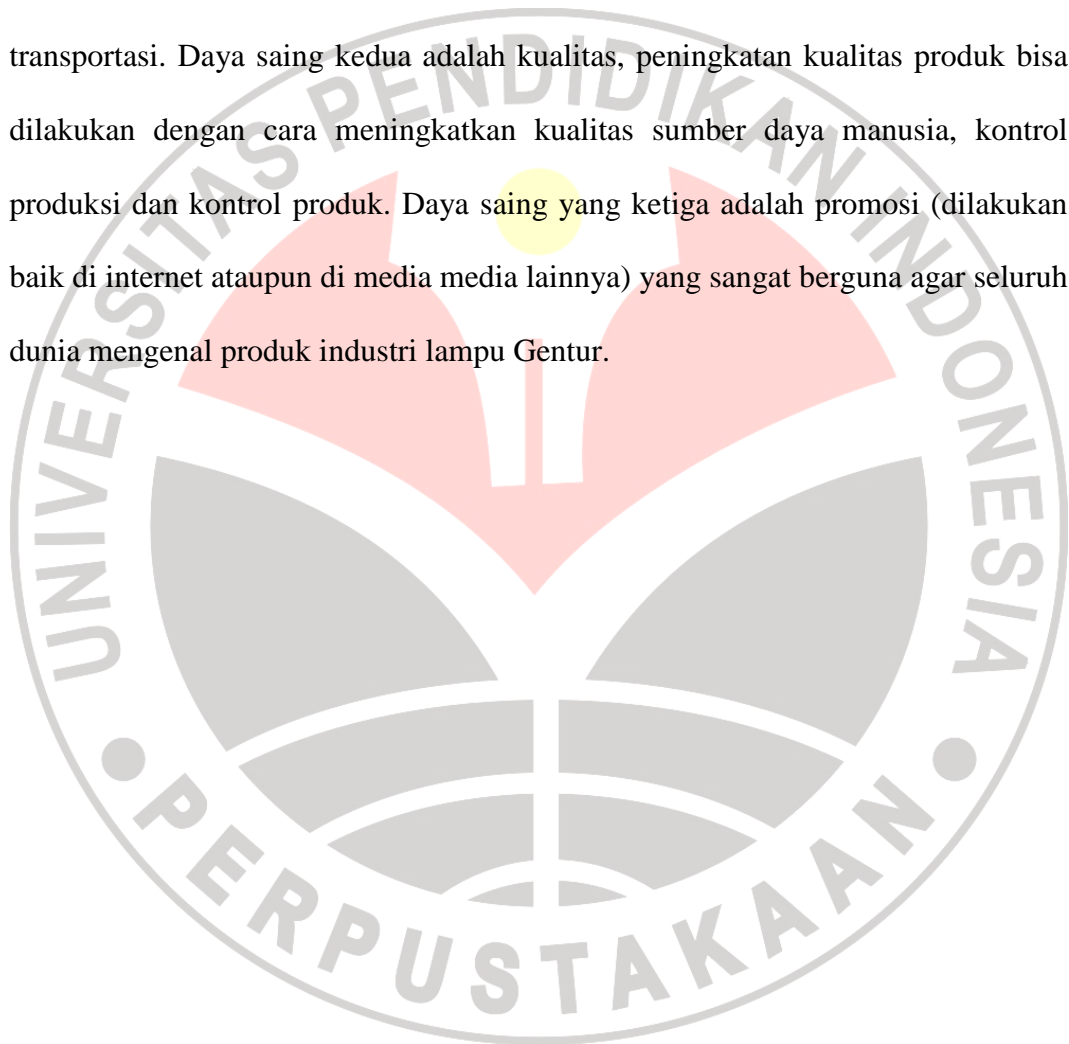 transportasi. Daya saing kedua adalah kualitas, peningkatan kualitas produk bisa
dilakukan dengan cara meningkatkan kualitas sumber daya manusia, kontrol
produksi dan kontrol produk. Daya saing yang ketiga adalah promosi (dilakukan
baik di internet ataupun di media media lainnya) yang sangat berguna agar seluruh
dunia mengenal produk industri lampu Gentur.
UNIVERSITAS PENDIDIKAN INDONESIA
PERPUSTAKAAN